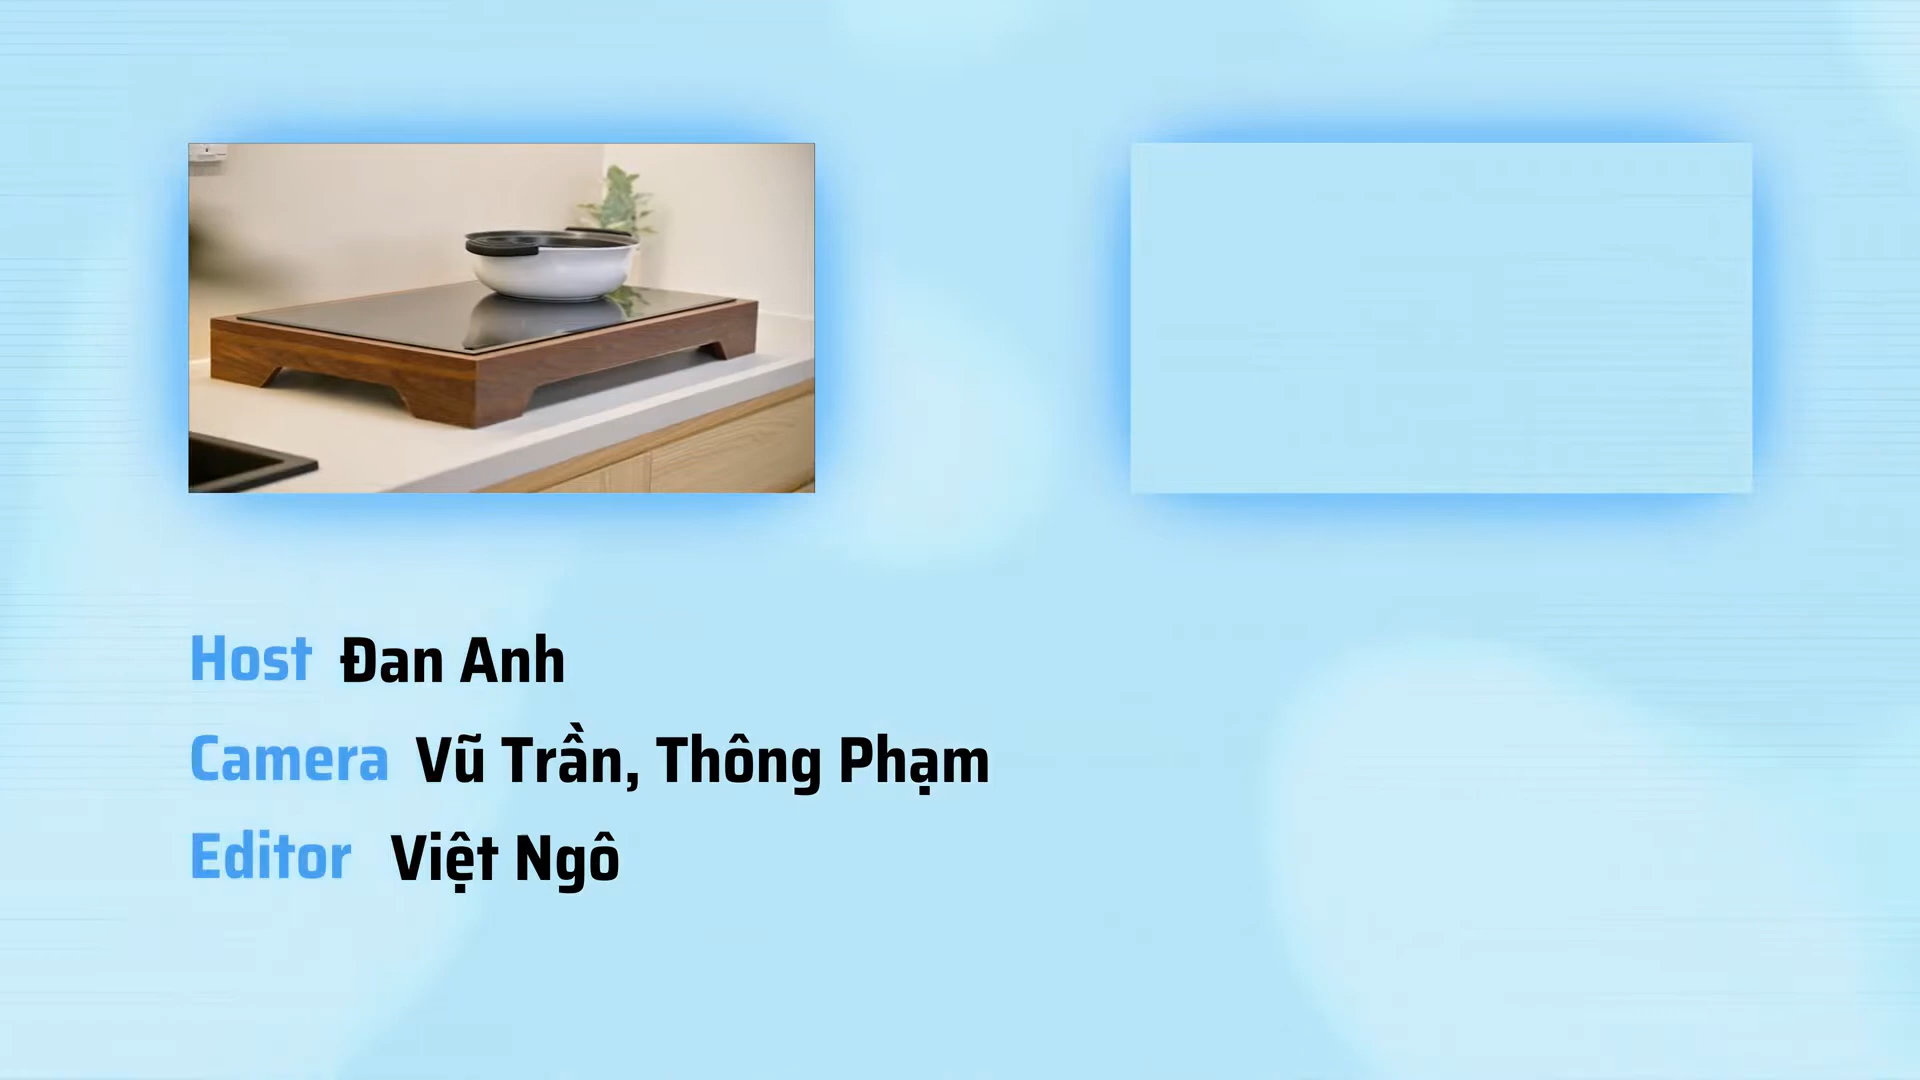 Host Đan Anh
Camera Vũ Trần, Thông Phạm
Editor Việt Ngô